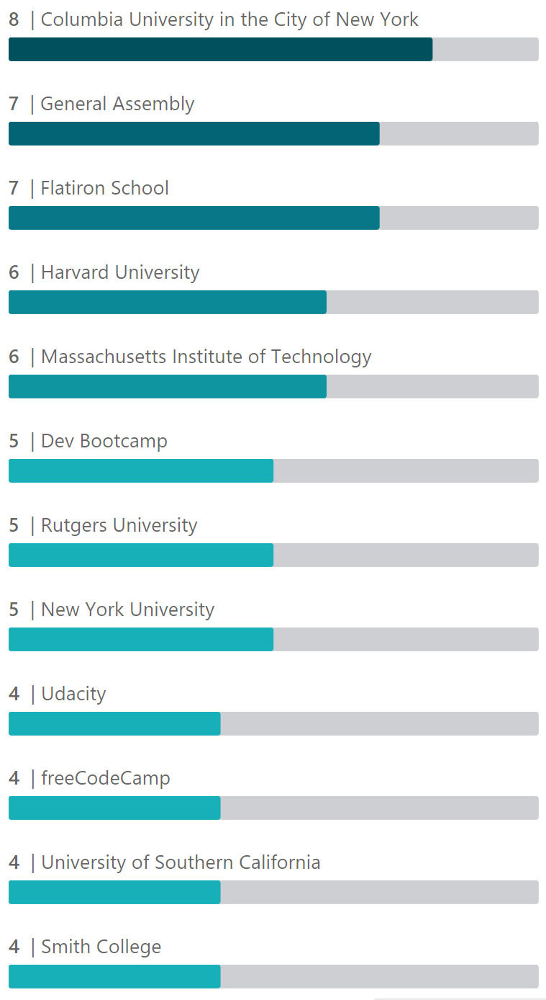 8 | Columbia University in the City of New York
7 | General Assembly
7 | Flatiron School
6 | Harvard University
6 | Massachusetts Institute of Technology
5 | Dev Bootcamp
5 | Rutgers University
5 | New York University
4 | Udacity
4 | freeCodeCamp
4 | University of Southern California
4 | Smith College